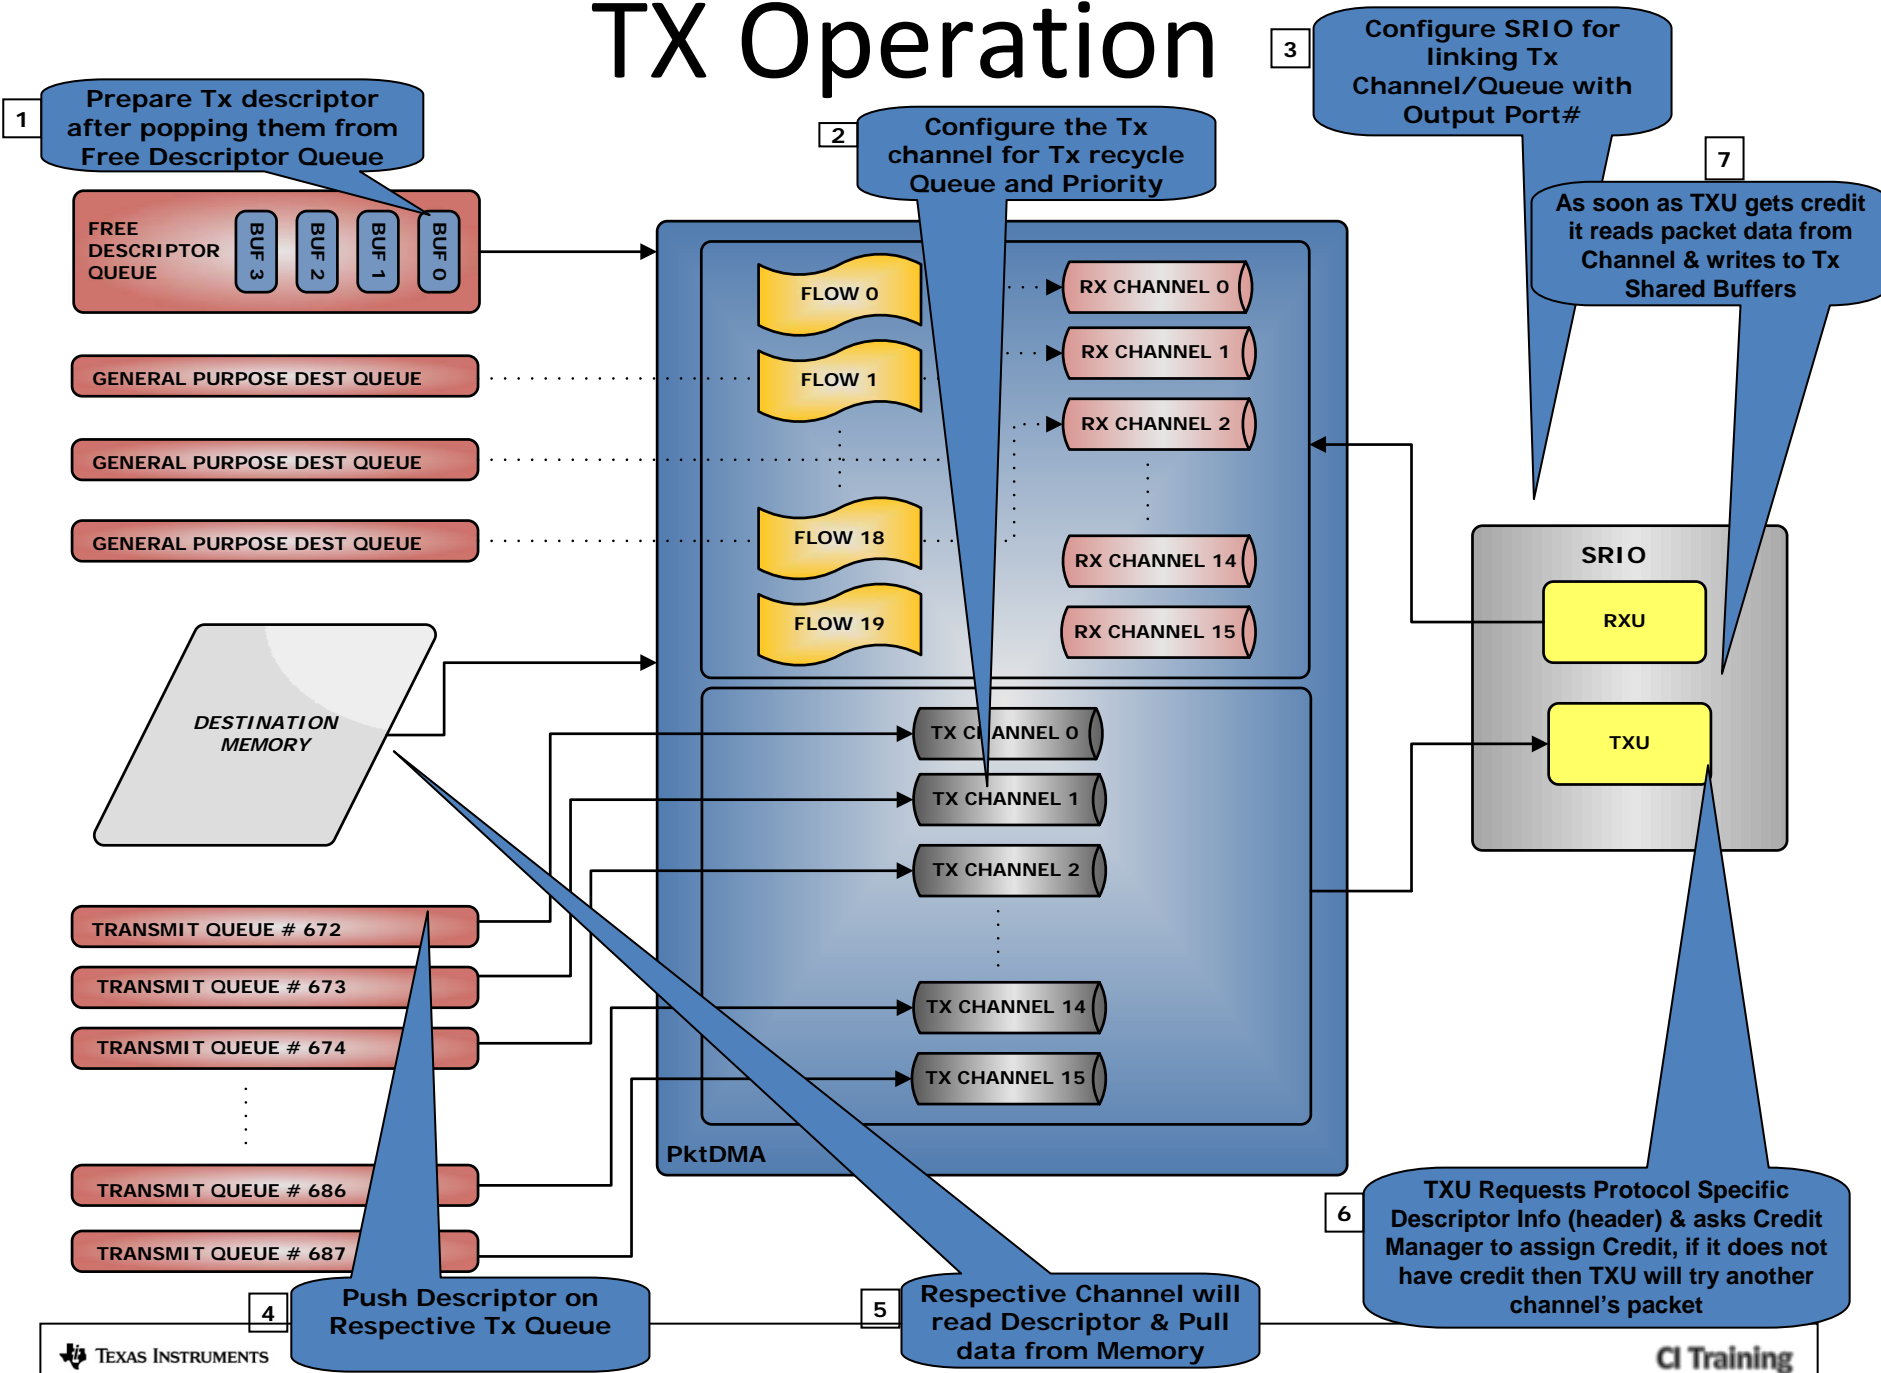 TX Operation
1
Prepare Tx descriptor
after popping them from
Free Descriptor Queue
2
Configure the Tx
channel for Tx recycle
Queue and Priority
3
Configure SRIO for
linking Tx
Channel/Queue with
Output Port#
7
As soon as TXU gets credit
it reads packet data from
Channel & writes to Tx
Shared Buffers
FREE
DESCRIPTOR
QUEUE
BUF 3
BUF 2
BUF 1
BUF 0
GENERAL PURPOSE DEST QUEUE
GENERAL PURPOSE DEST QUEUE
GENERAL PURPOSE DEST QUEUE
FLOW 0
FLOW 1
FLOW 18
FLOW 19
RX CHANNEL 0
RX CHANNEL 1
RX CHANNEL 2
RX CHANNEL 14
RX CHANNEL 15
SRIO
RXU
TXU
DESTINATION
MEMORY
TX CHANNEL 0
TX CHANNEL 1
TX CHANNEL 2
TX CHANNEL 14
TX CHANNEL 15
PktDMA
TRANSMIT QUEUE # 672
TRANSMIT QUEUE # 673
TRANSMIT QUEUE # 674
TRANSMIT QUEUE # 686
TRANSMIT QUEUE # 687
4
Push Descriptor on
Respective Tx Queue
5
Respective Channel will
read Descriptor & Pull
data from Memory
6
TXU Requests Protocol Specific
Descriptor Info (header) & asks Credit
Manager to assign Credit, if it does not
have credit then TXU will try another
channel's packet
TEXAS INSTRUMENTS
CI Training